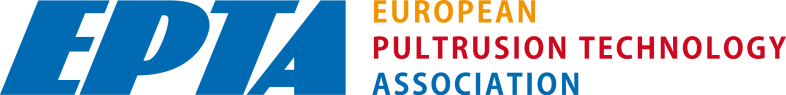 EPTA
EUROPEAN
PULTRUSION TECHNOLOGY
ASSOCIATION